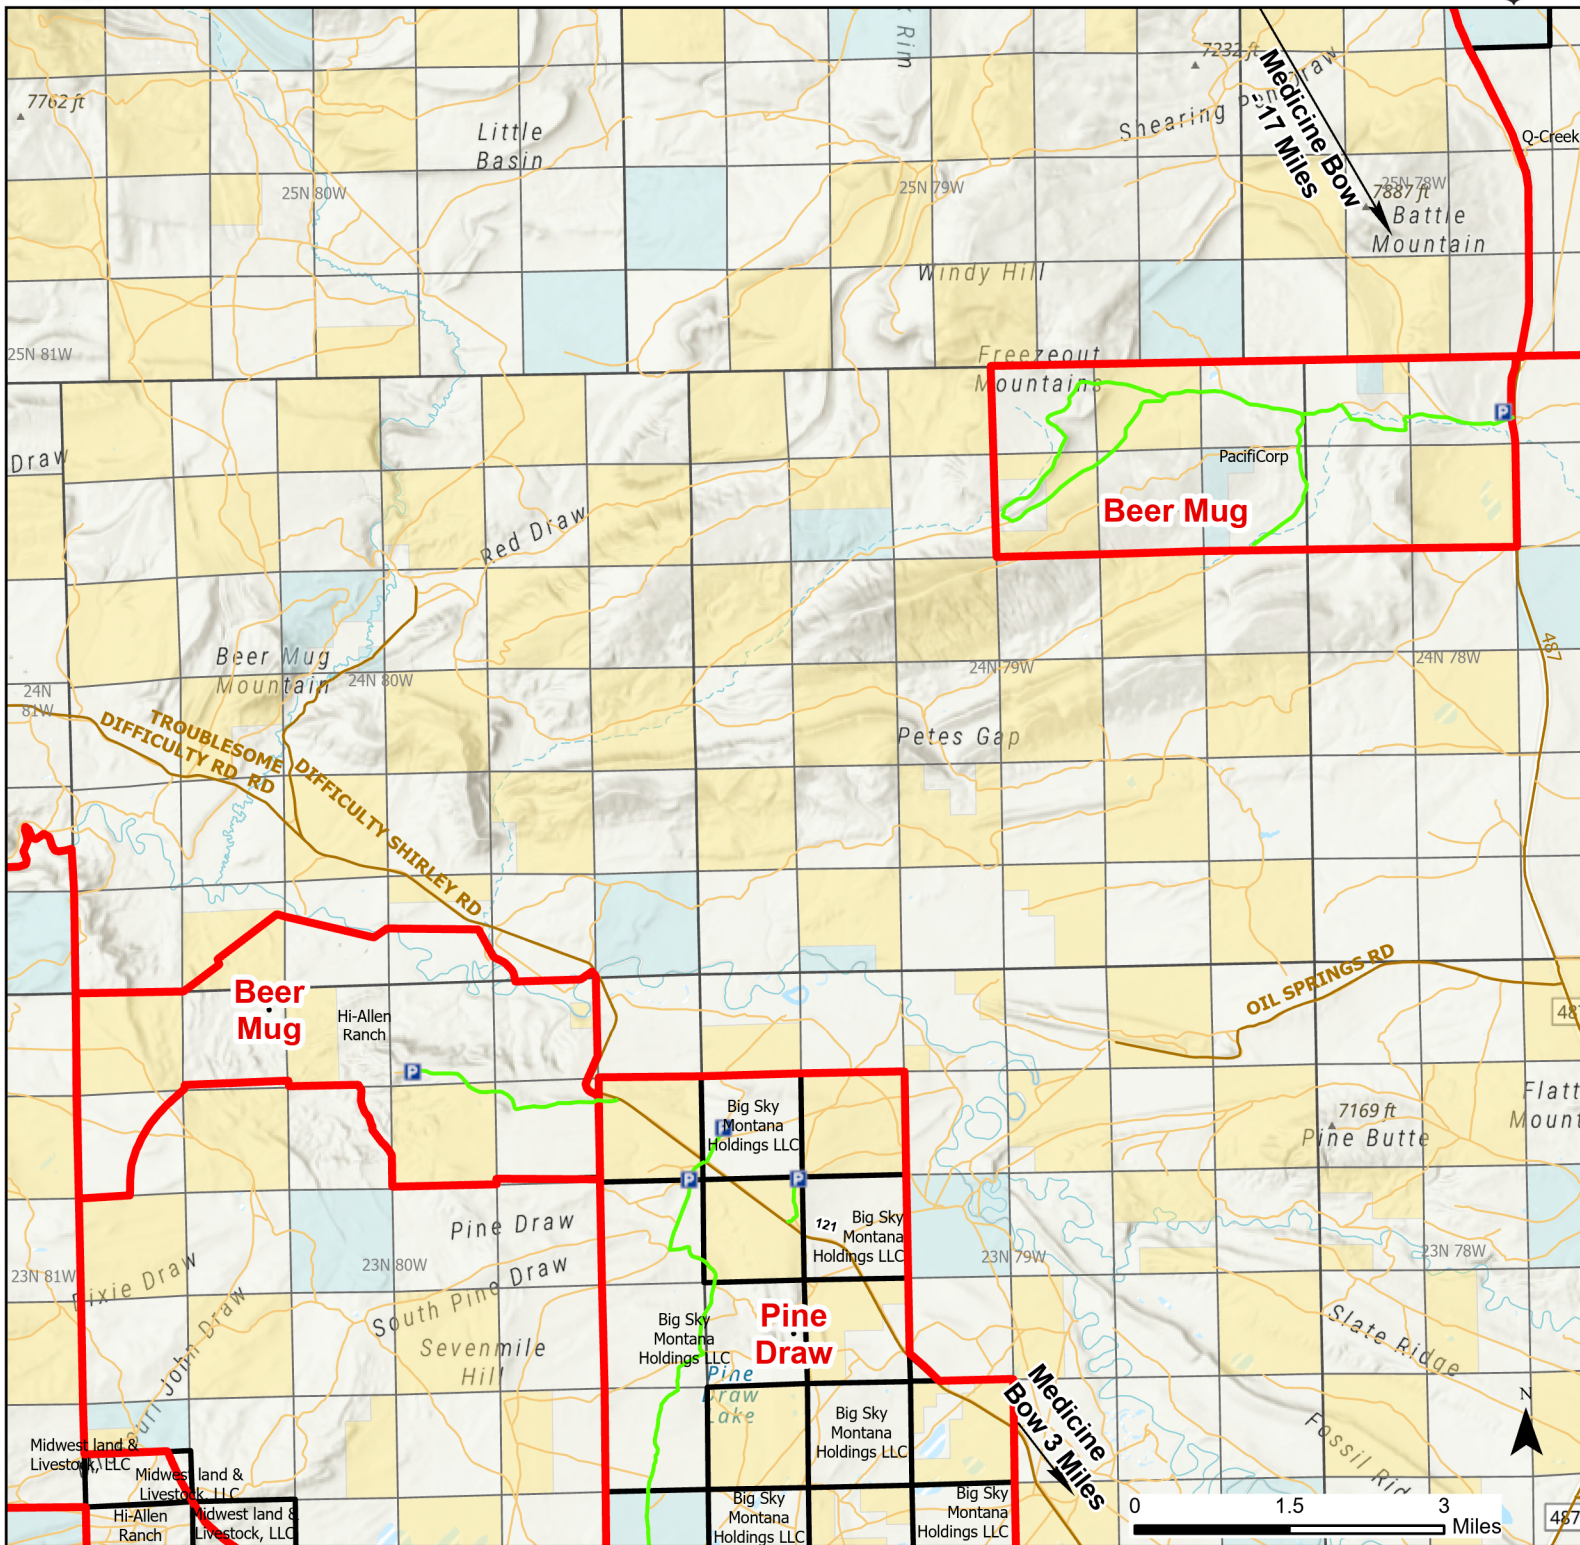 Rim
7232 ft
7762 ft
Little
Basin
Shearing Pen Draw
Medicine Bow
17 Miles
Q-Creek
25N 80W
25N 79W
25N 78W
7887 ft
Battle
Mountain
Windy Hill
25N 81W
Freezeout
Mountains
P
PacifiCorp
Beer Mug
Draw
Red Draw
Beer Mug
Mountain
24N 80W
24N 79W
24N 78W
487
24N
81W
TROUBLESOME
DIFFICULTY RD RD
DIFFICULTY SHIRLEY RD
Petes Gap
OIL SPRINGS RD
Beer
Mug
Hi-Allen
Ranch
P
Big Sky
Montana
Holdings LLC
P
P
P
7169 ft
Pine Butte
Flatt
Mount
121
Big Sky
Montana
Holdings LLC
Pine Draw
23N 81W
Dixie Draw
23N 80W
South Pine Draw
23N 79W
23N 78W
John Draw
Sevenmile
Hill
Big Sky
Montana
Holdings LLC
Pine
Draw
Pine
Draw
Lake
Slate Ridge
Medicine
Bow 3 Miles
Big Sky
Montana
Holdings LLC
Fossil Rid
N
Midwest land &
Livestock, LLC
Midwest land &
Livestock, LLC
Hi-Allen
Ranch
Midwest land &
Livestock, LLC
Big Sky
Montana
Holdings LLC
Big Sky
Montana
Holdings LLC
0 1.5 3
Miles
487